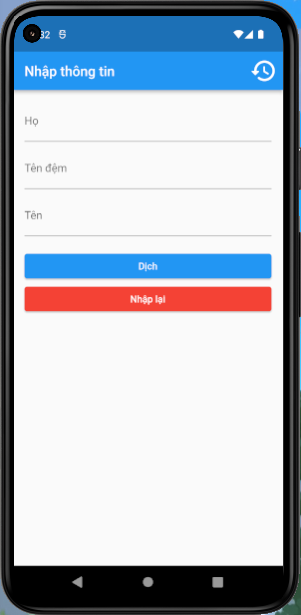 Nhập thông tin
Họ
Tên đệm
Tên
Dịch
Nhập lại